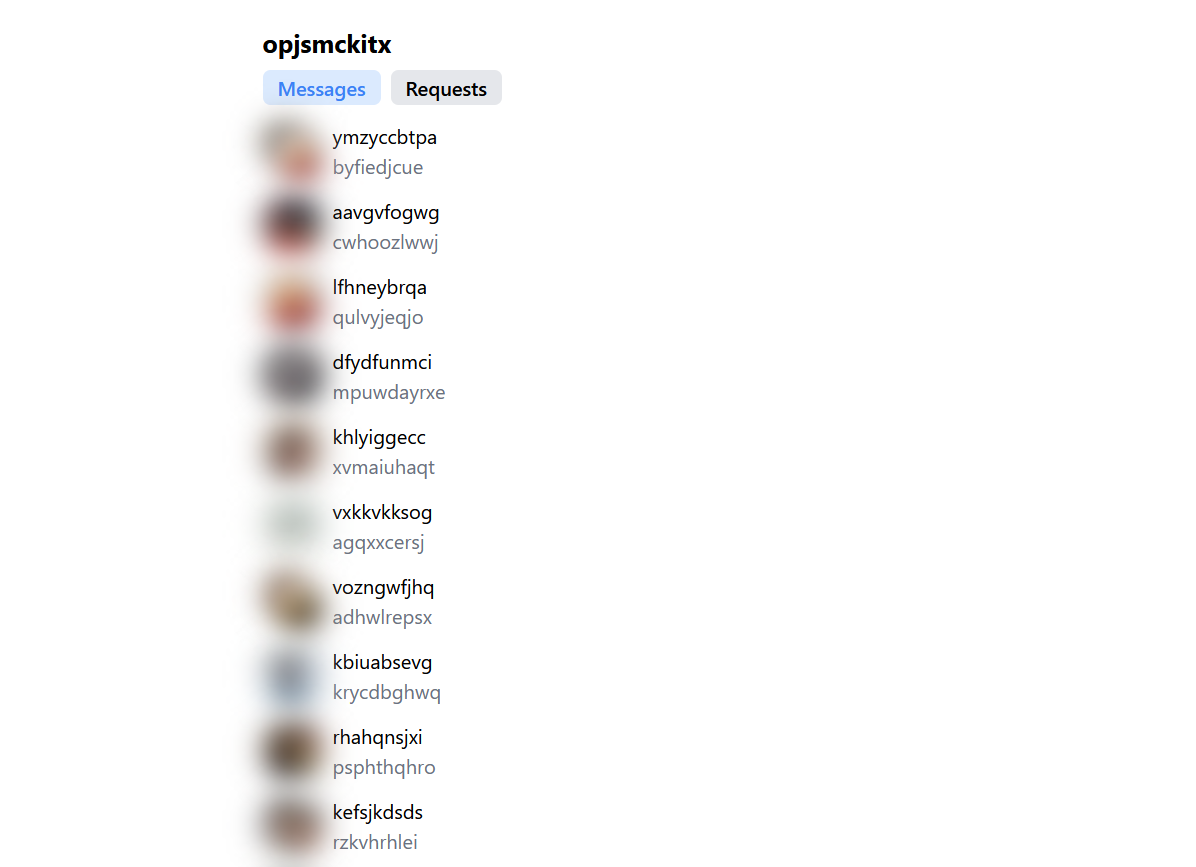 opjsmckitx
Messages Requests
ymzyccbtpa
byfiedjcue
aavgvfogwg
cwhoozlwwj
lfhneybrqa
qulvyjeqjo
dfydfunmci
mpuwdayrxe
khlyiggecc
xvmaiuhaqt
vxkkvkksog
agqxxcersj
vozngwfjhq
adhwlrepsx
kbiuabsevg
krycdbghwq
rhahqnsjxi
psphthqhro
kefsjkdsds
rzkvhrhlei